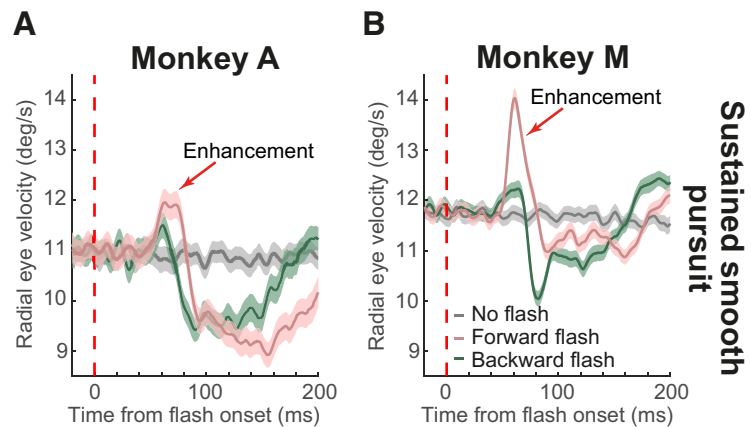 A
Monkey A
Radial eye velocity (deg/s)
14
13
12
11
10
9
Enhancement
0
100
200
Time from flash onset (ms)
B
Monkey M
Radial eye velocity (deg/s)
14
13
12
11
10
9
Enhancement
No flash
Forward flash
Backward flash
0
100
200
Time from flash onset (ms)
Sustained smooth
pursuit